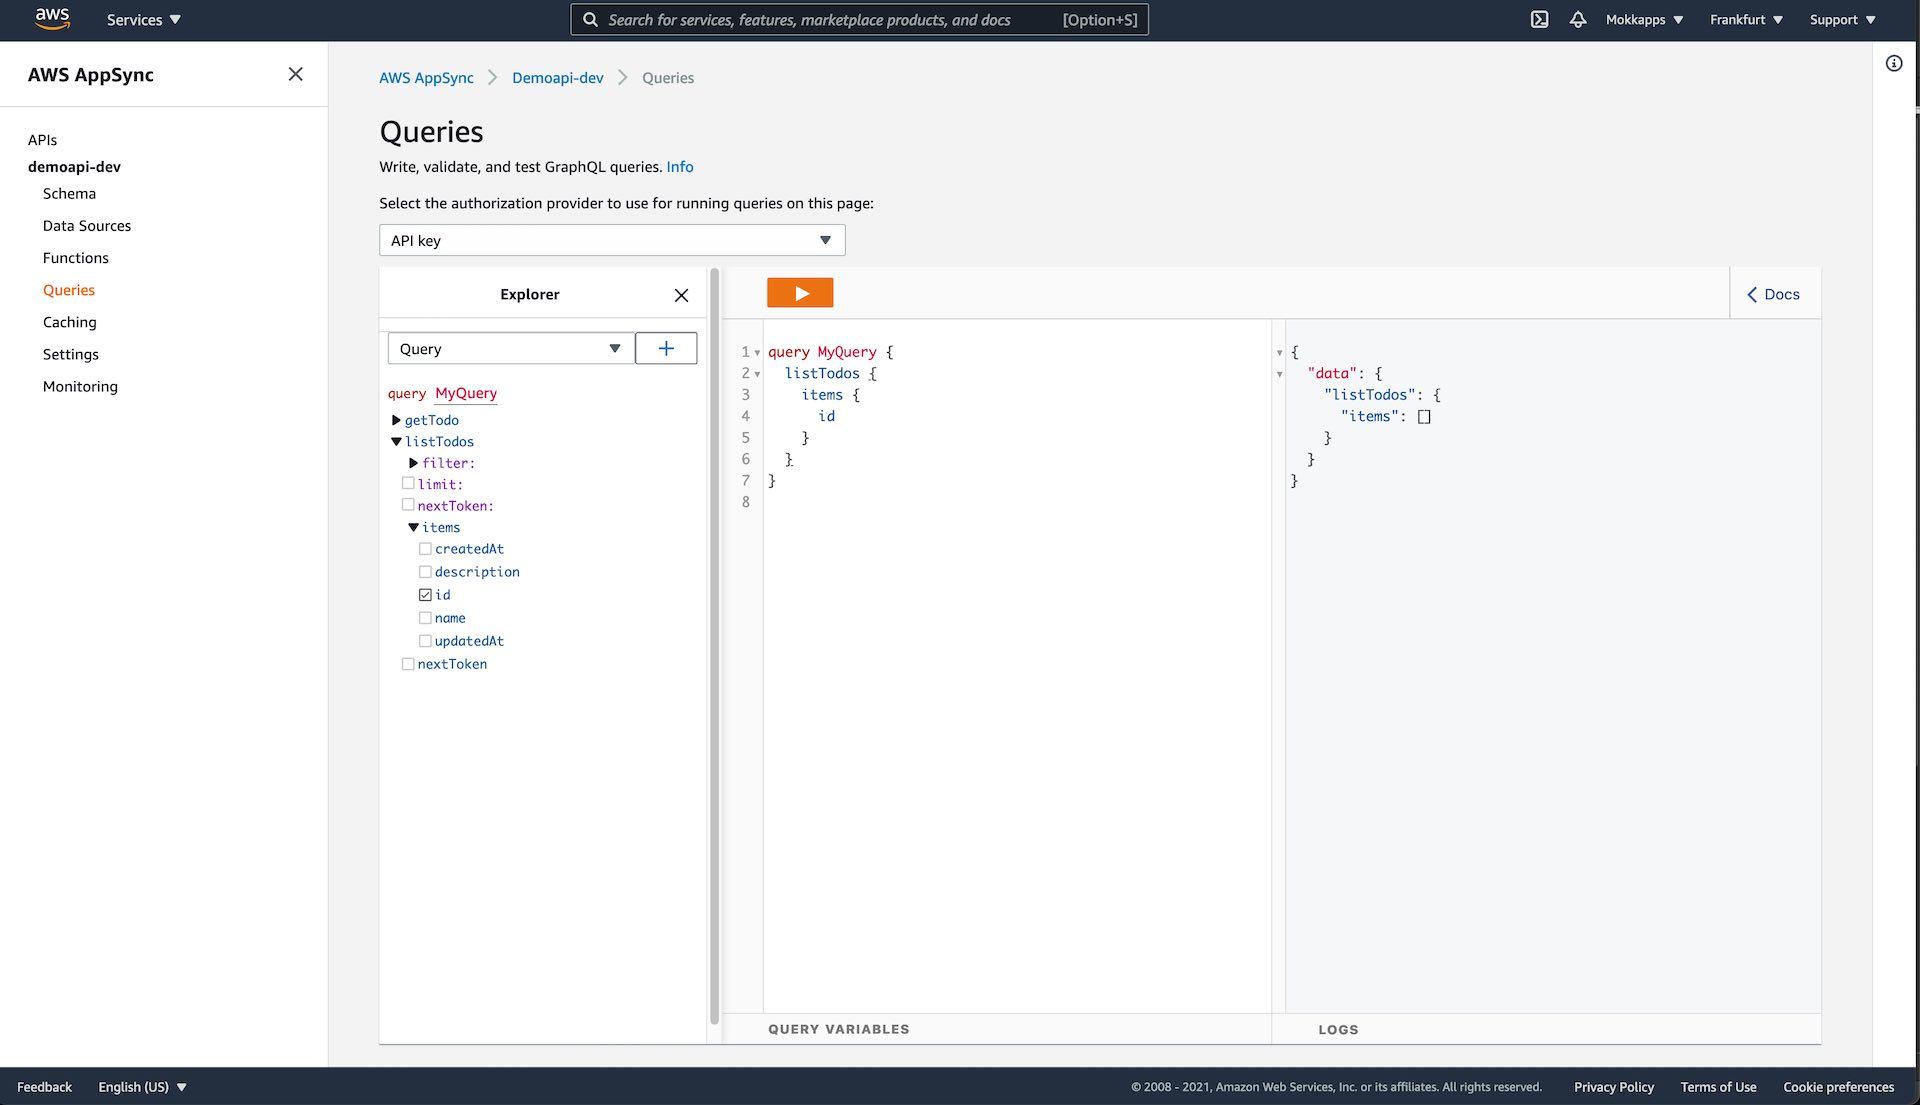 aws Services Search for services, features, marketplace products, and docs [Option+S] Mokkapps Frankfurt Support
AWS AppSync
APIs
demoapi-dev
Schema
Data Sources
Functions
Queries
Caching
Settings
Monitoring
AWS AppSync Demoapi-dev Queries
Queries
Write, validate, and test GraphQL queries. Info
Select the authorization provider to use for running queries on this page:
API key
Explorer
Query +
query MyQuery
getTodo
listTodos
filter:
limit:
nextToken:
items
createdAt
description
id
name
updatedAt
nextToken
Docs
1 query MyQuery {
2 listTodos {
3 items {
4 id
5 }
6 }
7 }
8
{
"data": {
"listTodos": {
"items": []
}
}
}
QUERY VARIABLES
LOGS
Feedback English (US) © 2008 - 2021, Amazon Web Services, Inc. or its affiliates. All rights reserved. Privacy Policy Terms of Use Cookie preferences